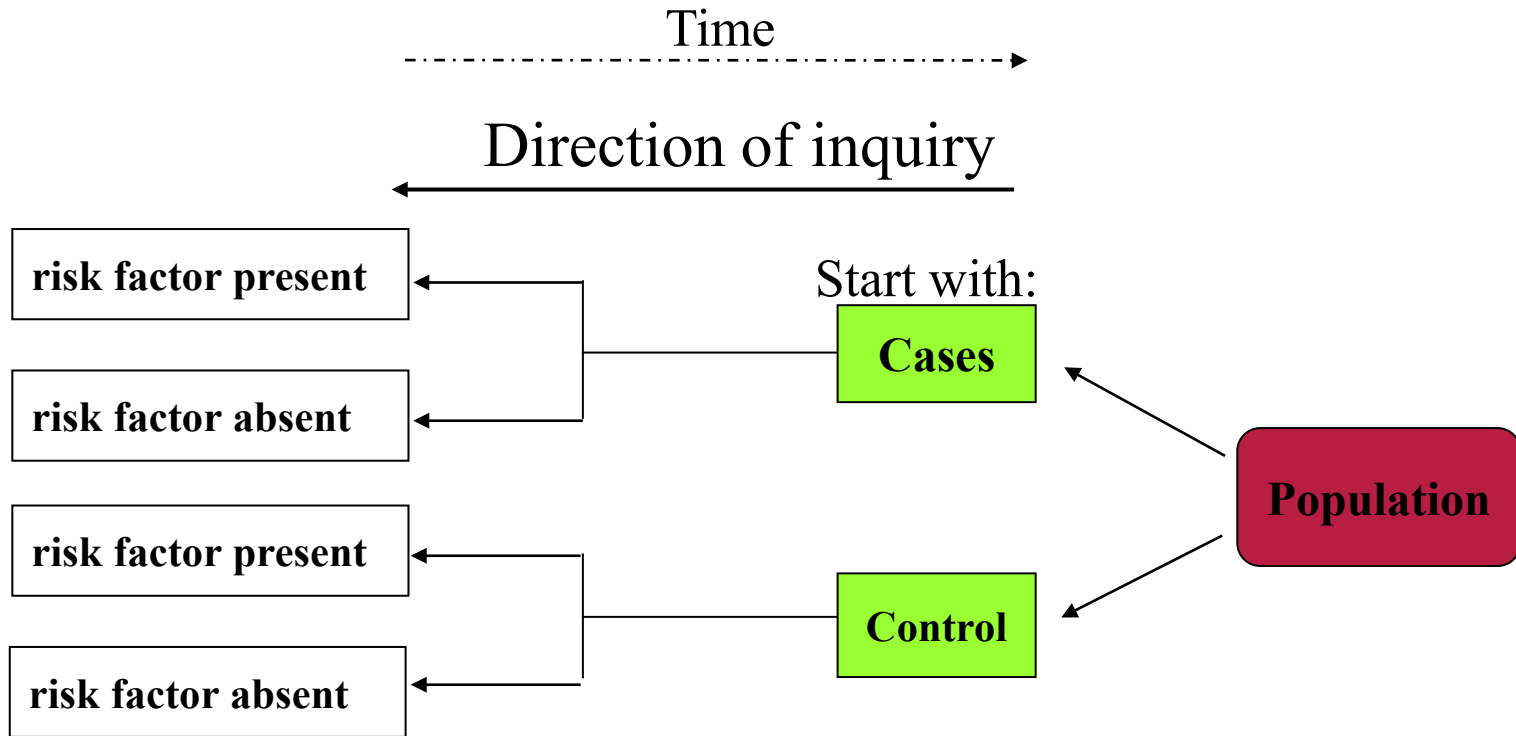 Time
Direction of inquiry
risk factor present
Start with:
Cases
risk factor absent
Population
risk factor present
Control
risk factor absent